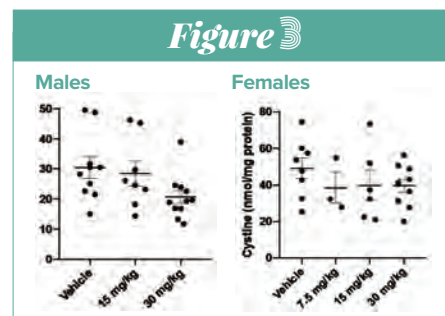 Figure 3
Males
Females
50
40
30
20
10
0
Vehicle
15 mg/kg
30 mg/kg
Cystine (nmol/mg protein)
80
60
40
20
0
Vehicle
7.5 mg/kg
15 mg/kg
30 mg/kg